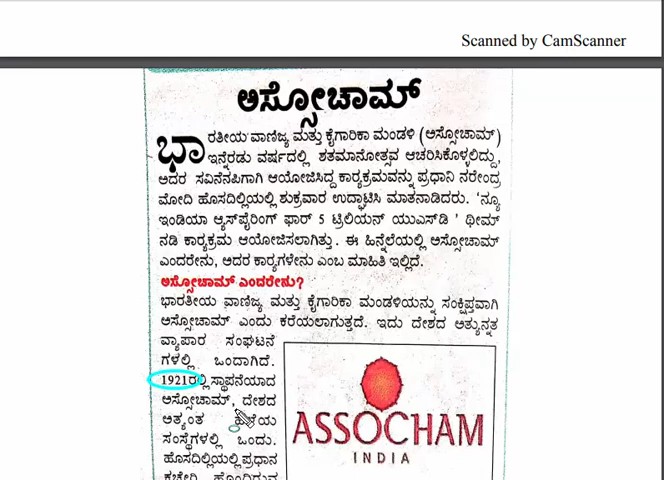 Scanned by CamScanner
ಅಸ್ಸೋಚಾಮ್
ಭಾರತೀಯ ವಾಣಿಜ್ಯ ಮತ್ತು ಕೈಗಾರಿಕಾ ಮಂಡಳಿ (ಅಸ್ಸೋಚಾಮ್)
ಇನ್ನೆರಡು ವರ್ಷದಲ್ಲಿ ಶತಮಾನೋತ್ಸವ ಆಚರಿಸಿಕೊಳ್ಳಲಿದ್ದು,
ಅದರ ಸವಿನೆನಪಿಗಾಗಿ ಆಯೋಜಿಸಿದ್ದ ಕಾರ್‍ಯಕ್ರಮವನ್ನು ಪ್ರಧಾನಿ ನರೇಂದ್ರ
ಮೋದಿ ಹೊಸದಿಲ್ಲಿಯಲ್ಲಿ ಶುಕ್ರವಾರ ಉದ್ಘಾಟಿಸಿ ಮಾತನಾಡಿದರು. 'ನ್ಯೂ
ಇಂಡಿಯಾ ಆ್ಯಸ್ಪೈರಿಂಗ್ ಫಾರ್ 5 ಟ್ರಿಲಿಯನ್ ಯುಎಸ್‌ಡಿ ' ಥೀಮ್‌
ನಡಿ ಕಾರ್‍ಯಕ್ರಮ ಆಯೋಜಿಸಲಾಗಿತ್ತು. ಈ ಹಿನ್ನೆಲೆಯಲ್ಲಿ ಅಸ್ಸೋಚಾಮ್
ಎಂದರೇನು, ಅದರ ಕಾರ್‍ಯಗಳೇನು ಎಂಬ ಮಾಹಿತಿ ಇಲ್ಲಿದೆ.
ಅಸ್ಸೋಚಾಮ್ ಎಂದರೇನು?
ಭಾರತೀಯ ವಾಣಿಜ್ಯ ಮತ್ತು ಕೈಗಾರಿಕಾ ಮಂಡಳಿಯನ್ನು ಸಂಕ್ಷಿಪ್ತವಾಗಿ
ಅಸ್ಸೋಚಾಮ್ ಎಂದು ಕರೆಯಲಾಗುತ್ತದೆ. ಇದು ದೇಶದ ಅತ್ಯುನ್ನತ
ವ್ಯಾಪಾರ ಸಂಘಟನೆ
ಗಳಲ್ಲಿ ಒಂದಾಗಿದೆ.
1921ರಲ್ಲಿ ಸ್ಥಾಪನೆಯಾದ
ಅಸ್ಸೋಚಾಮ್, ದೇಶದ
ಅತ್ಯಂತ
ಸಂಸ್ಥೆಗಳಲ್ಲಿ ಒಂದು.
ಹೊಸದಿಲ್ಲಿಯಲ್ಲಿ ಪ್ರಧಾನ
ಕಚೇರಿ ಹೊಂದಿರುವ
ASSOCHAM
INDIA